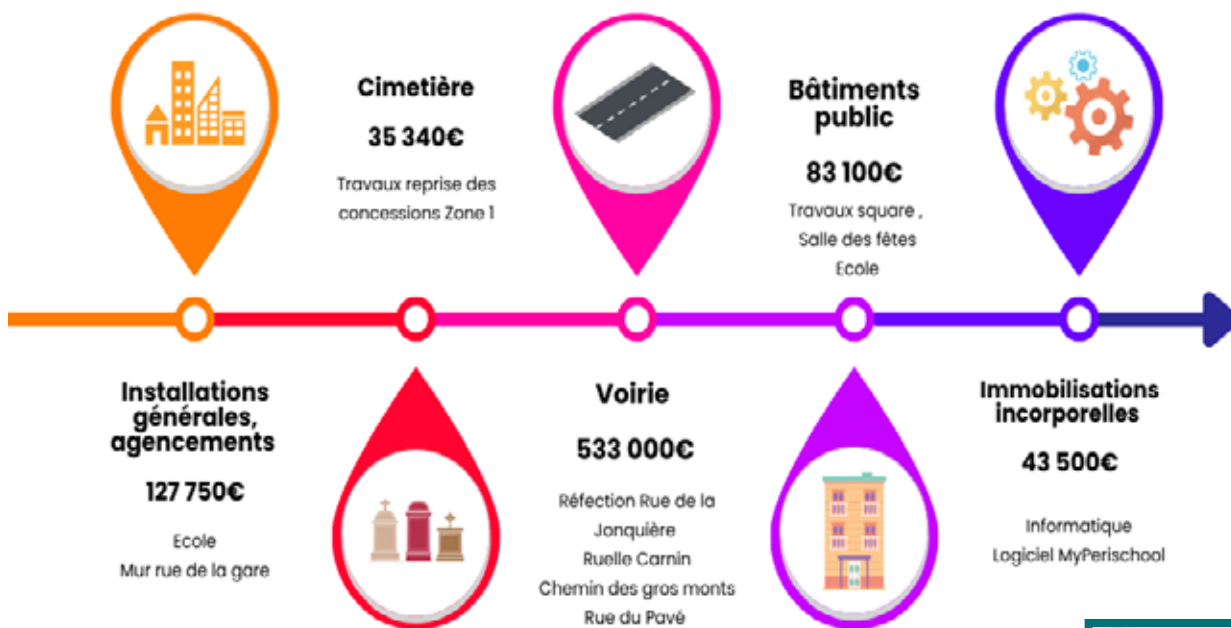 Cimetière
35 340€
Travaux reprise des
concessions Zone 1
Bâtiments
public
83 100€
Travaux square ,
Salle des fêtes
Ecole
Installations
générales,
agencements
127 750€
Ecole
Mur rue de la gare
Voirie
533 000€
Réfection Rue de la
Jonquière
Ruelle Carnin
Chemin des gros monts
Rue du Pavé
Immobilisations
incorporelles
43 500€
Informatique
Logiciel MyPerischool